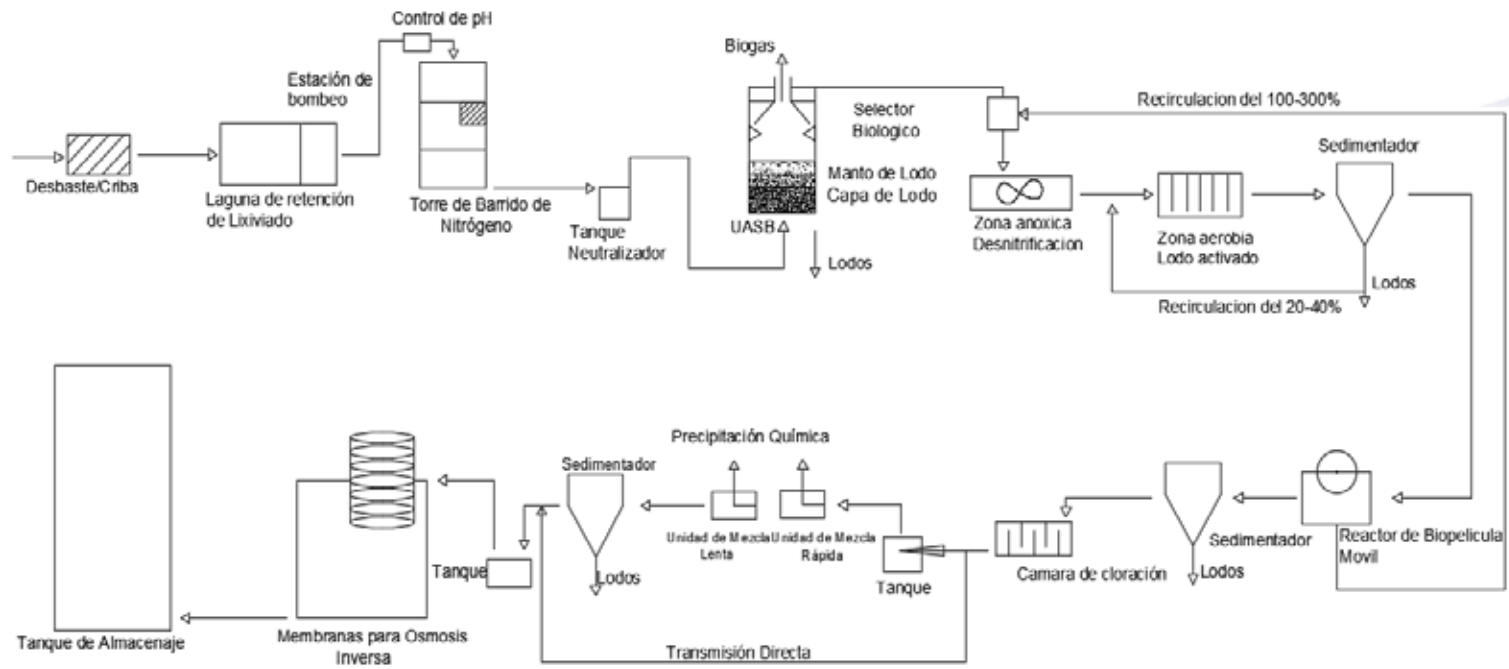 Control de pH
Estación de
bombeo
Desbaste/Criba
Laguna de retención
de Lixiviado
Torre de Barrido de
Nitrógeno
Tanque
Neutralizador
Biogas
Manto de Lodo
Capa de Lodo
UASB
Lodos
Selector
Biologico
Recirculacion del 100-300%
Zona anoxica
Desnitrificacion
Zona aerobia
Lodo activado
Sedimentador
Lodos
Recirculacion del 20-40%
Reactor de Biopelicula
Movil
Sedimentador
Lodos
Camara de cloración
Tanque
Precipitación Química
Unidad de Mezcla
Rápida
Unidad de Mezcla
Lenta
Sedimentador
Lodos
Transmisión Directa
Tanque
Membranas para Osmosis
Inversa
Tanque de Almacenaje